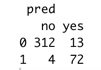 pred
no yes
0 312 13
1 4 72